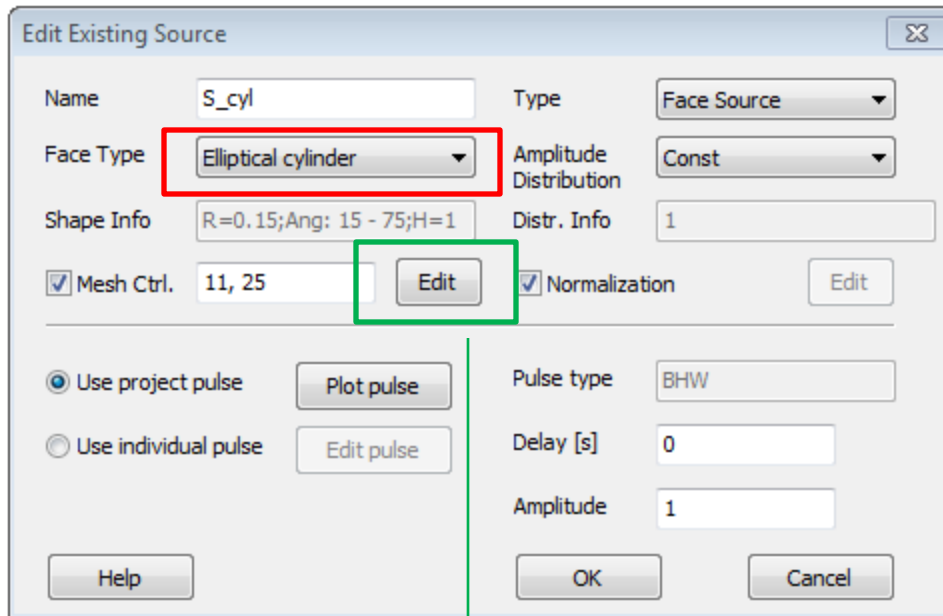 Edit Existing Source
Name S_cyl Type Face Source
Face Type Elliptical cylinder Amplitude Distribution Const
Shape Info R=0.15;Ang: 15 - 75;H=1 Distr. Info 1
Mesh Ctrl. 11, 25 Edit Normalization Edit
Use project pulse Plot pulse Pulse type BHW
Use individual pulse Edit pulse Delay [s] 0
Amplitude 1
Help OK Cancel